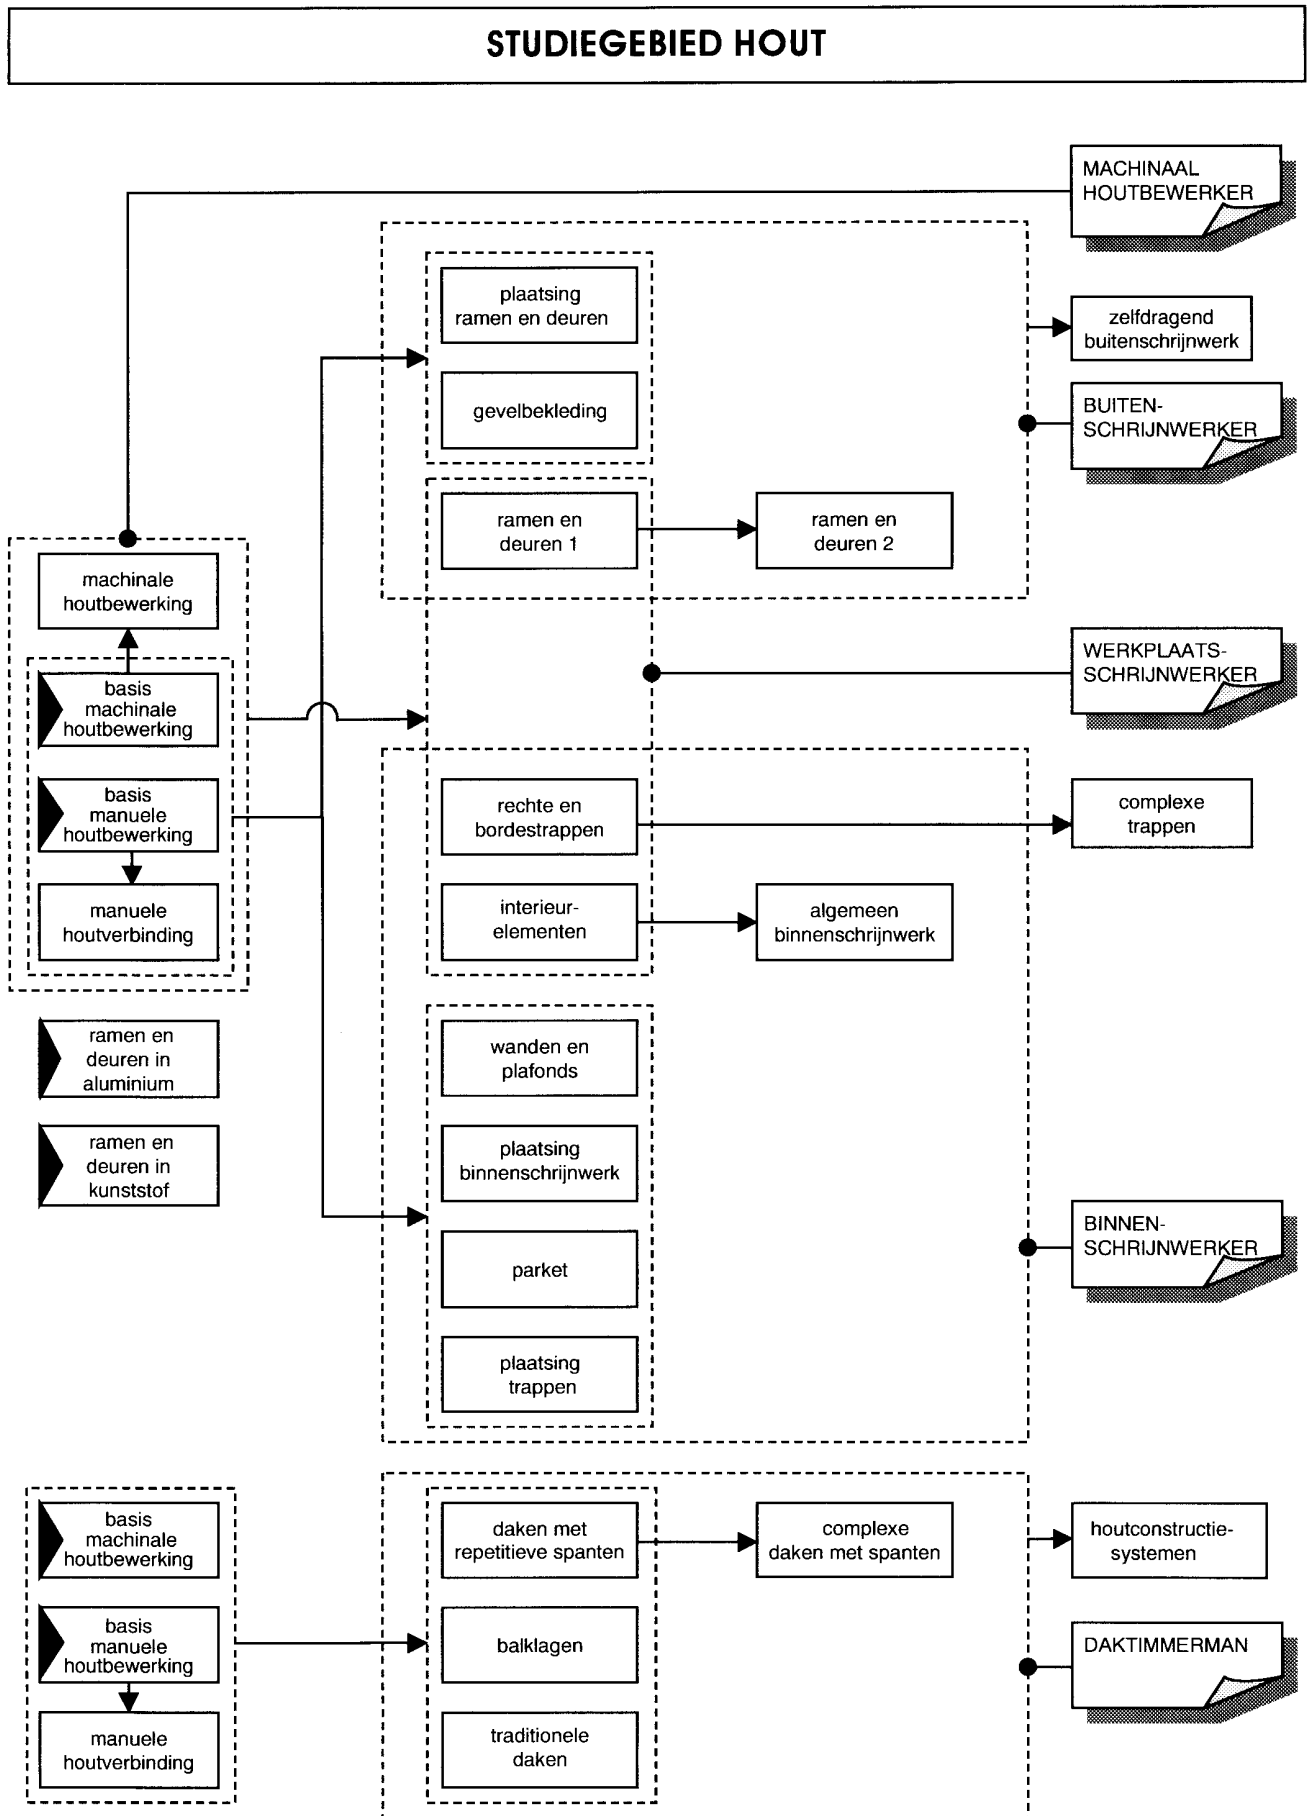 STUDIEGEBIED HOUT
MACHINAAL
HOUTBEWERKER
plaatsing
ramen en deuren
zelfdragend
buitenschrijnwerk
gevelbekleding
BUITEN-
SCHRIJNWERKER
ramen en
deuren 1
ramen en
deuren 2
machinale
houtbewerking
WERKPLAATS-
SCHRIJNWERKER
basis
machinale
houtbewerking
basis
manuele
houtbewerking
rechte en
bordestrappen
complexe
trappen
manuele
houtverbinding
interieur-
elementen
algemeen
binnenschrijnwerk
ramen en
deuren in
aluminium
wanden en
plafonds
ramen en
deuren in
kunststof
plaatsing
binnenschrijnwerk
parket
BINNEN-
SCHRIJNWERKER
plaatsing
trappen
basis
machinale
houtbewerking
daken met
repetitieve spanten
complexe
daken met spanten
houtconstructie-
systemen
basis
manuele
houtbewerking
balklagen
DAKTIMMERMAN
manuele
houtverbinding
traditionele
daken